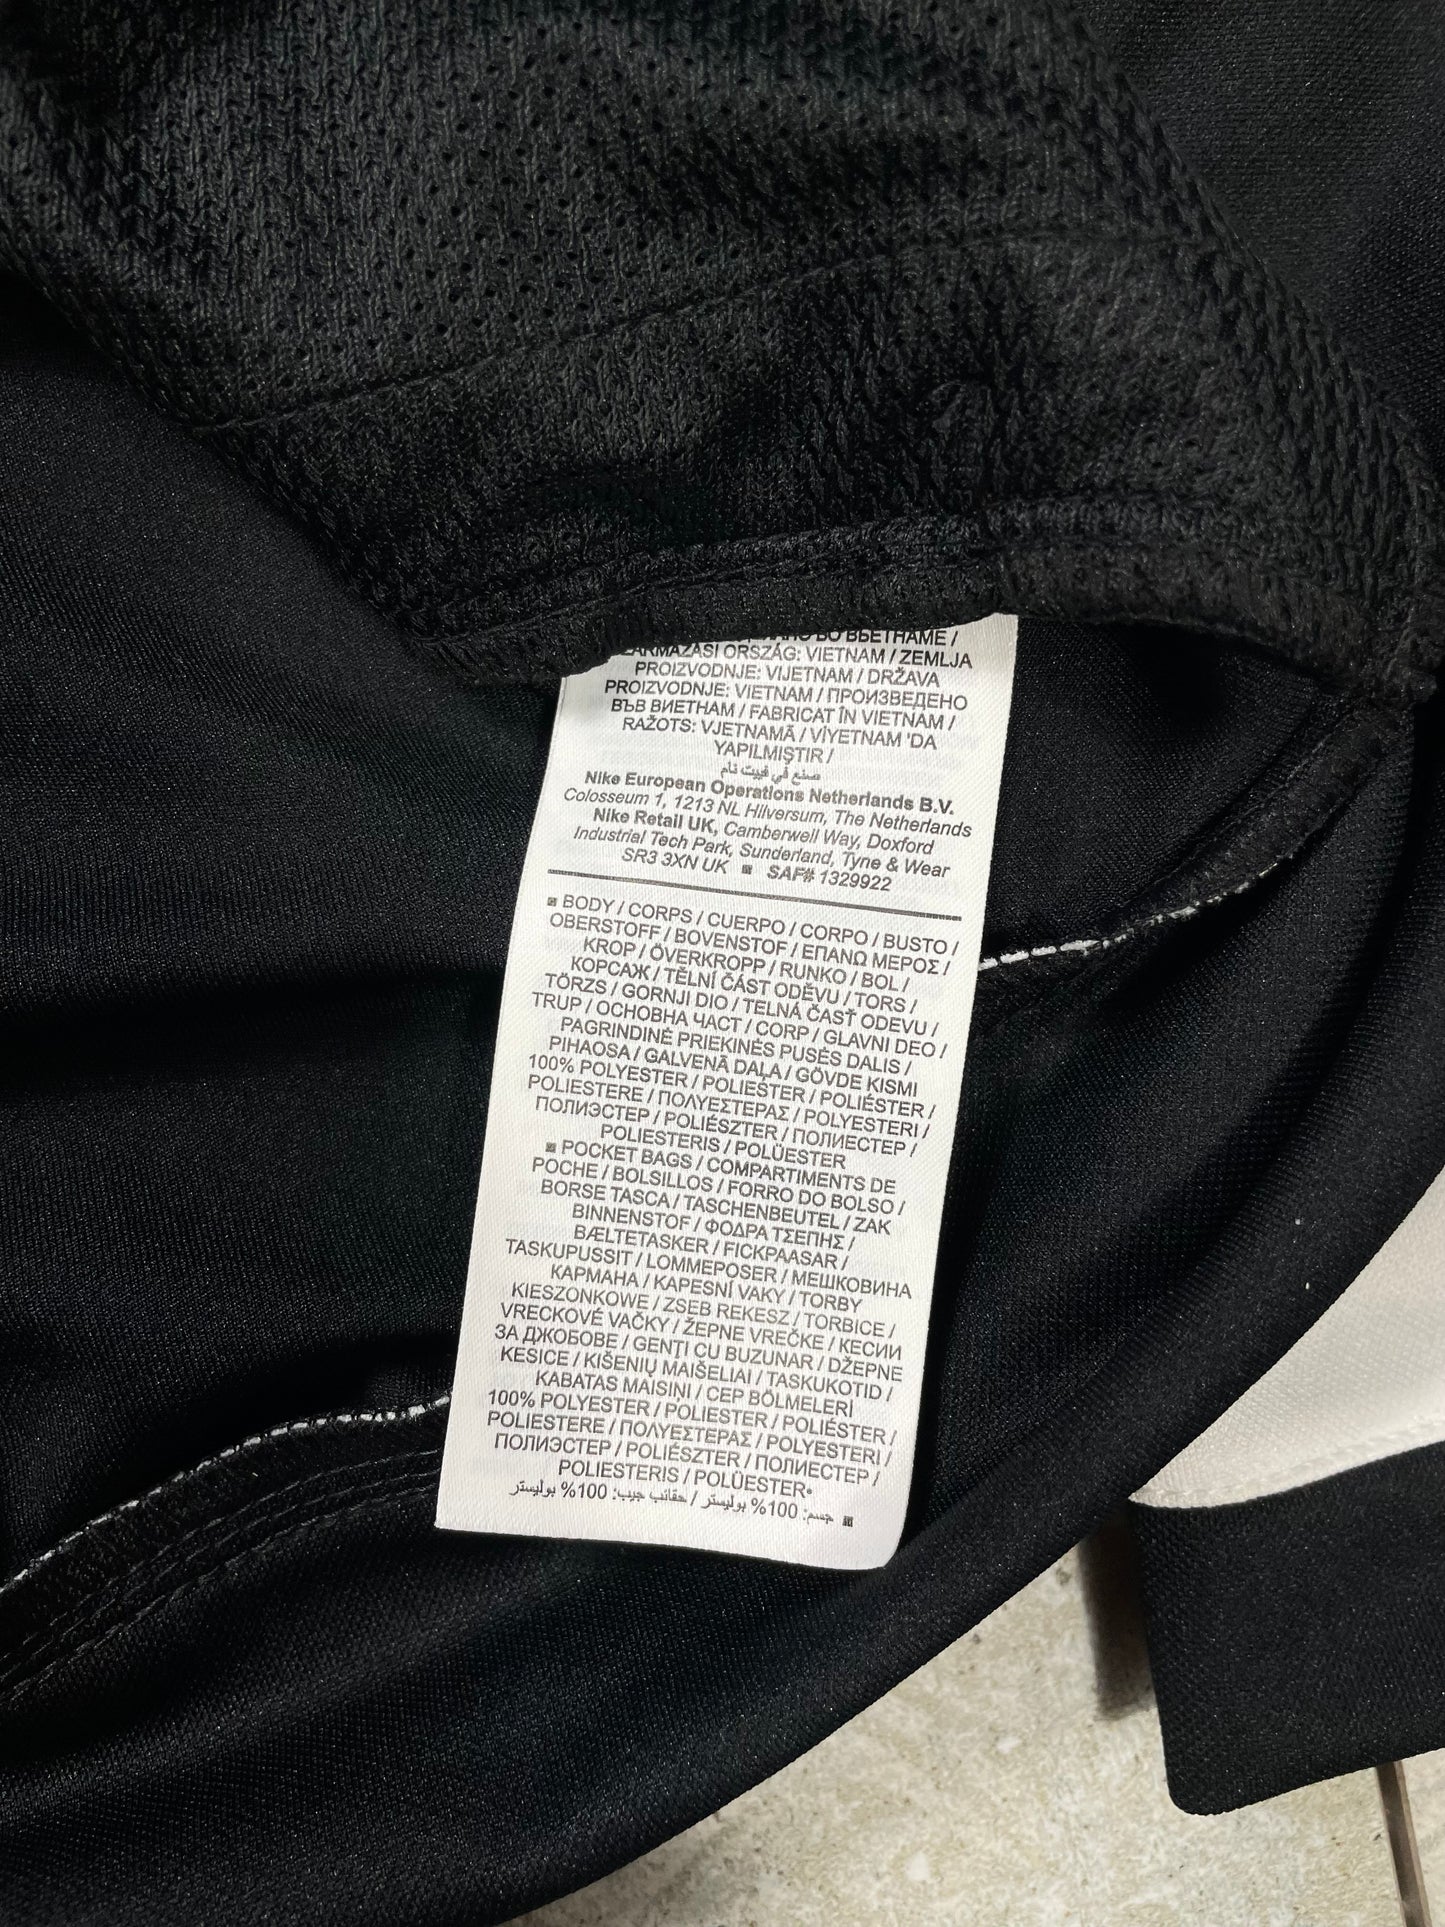 ВО ВЬЕТНАМЕ /
ORSZÁG: VIETNAM / ZEMLJA
PROIZVODNJE: VIJETNAM / DRŽAVA
PROIZVODNJE: VIETNAM / ПРОИЗВЕДЕНО
ВЪВ ВИЕТНАМ / FABRICAT ÎN VIETNAM /
RAŽOTS: VJETNAMĀ / VİYETNAM 'DA
YAPILMIŞTIR /
صنع في فييت نام
Nike European Operations Netherlands B.V.
Colosseum 1, 1213 NL Hilversum, The Netherlands
Nike Retail UK, Camberwell Way, Doxford
Industrial Tech Park, Sunderland, Tyne & Wear
SR3 3XN UK ▪ SAF# 1329922
▪ BODY / CORPS / CUERPO / CORPO / BUSTO /
OBERSTOFF / BOVENSTOF / ΕΠΑΝΩ ΜΕΡΟΣ /
KROP / ÖVERKROPP / RUNKO / BOL /
КОРСАЖ / TĚLNÍ ČÁST ODĚVU / TORS /
TÖRZS / GORNJI DIO / TELNÁ ČASŤ ODEVU /
TRUP / ОСНОВНА ЧАСТ / CORP / GLAVNI DEO /
PAGRINDINĖ PRIEKINĖS PUSĖS DALIS /
PIHAOSA / GALVENĀ DAĻA / GÖVDE KISMI
100% POLYESTER / POLIESTER / POLIÉSTER /
POLIESTERE / ΠΟΛΥΕΣΤΕΡΑΣ / POLYESTERI /
ПОЛИЭСТЕР / POLIÉSZTER / ПОЛИЕСТЕР /
POLIESTERIS / POLÜESTER
▪ POCKET BAGS / COMPARTIMENTS DE
POCHE / BOLSILLOS / FORRO DO BOLSO /
BORSE TASCA / TASCHENBEUTEL / ZAK
BINNENSTOF / ΦΟΔΡΑ ΤΣΕΠΗΣ /
BÆLTETASKER / FICKPAASAR /
TASKUPUSSIT / LOMMEPOSER / МЕШКОВИНА
КАРМАНА / KAPESNÍ VAKY / TORBY
KIESZONKOWE / ZSEB REKESZ / TORBICE /
VRECKOVÉ VAČKY / ŽEPNE VREČKE / КЕСИИ
ЗА ДЖОБОВЕ / GENȚI CU BUZUNAR / DŽEPNE
KESICE / KIŠENIŲ MAIŠELIAI / TASKUKOTID /
KABATAS MAISINI / CEP BÖLMELERİ
100% POLYESTER / POLIESTER / POLIÉSTER /
POLIESTERE / ΠΟΛΥΕΣΤΕΡΑΣ / POLYESTERI /
ПОЛИЭСТЕР / POLIÉSZTER / ПОЛИЕСТЕР /
POLIESTERIS / POLÜESTER•
▪ جسم: 100% بوليستر / حقائب جيب: 100% بوليستر